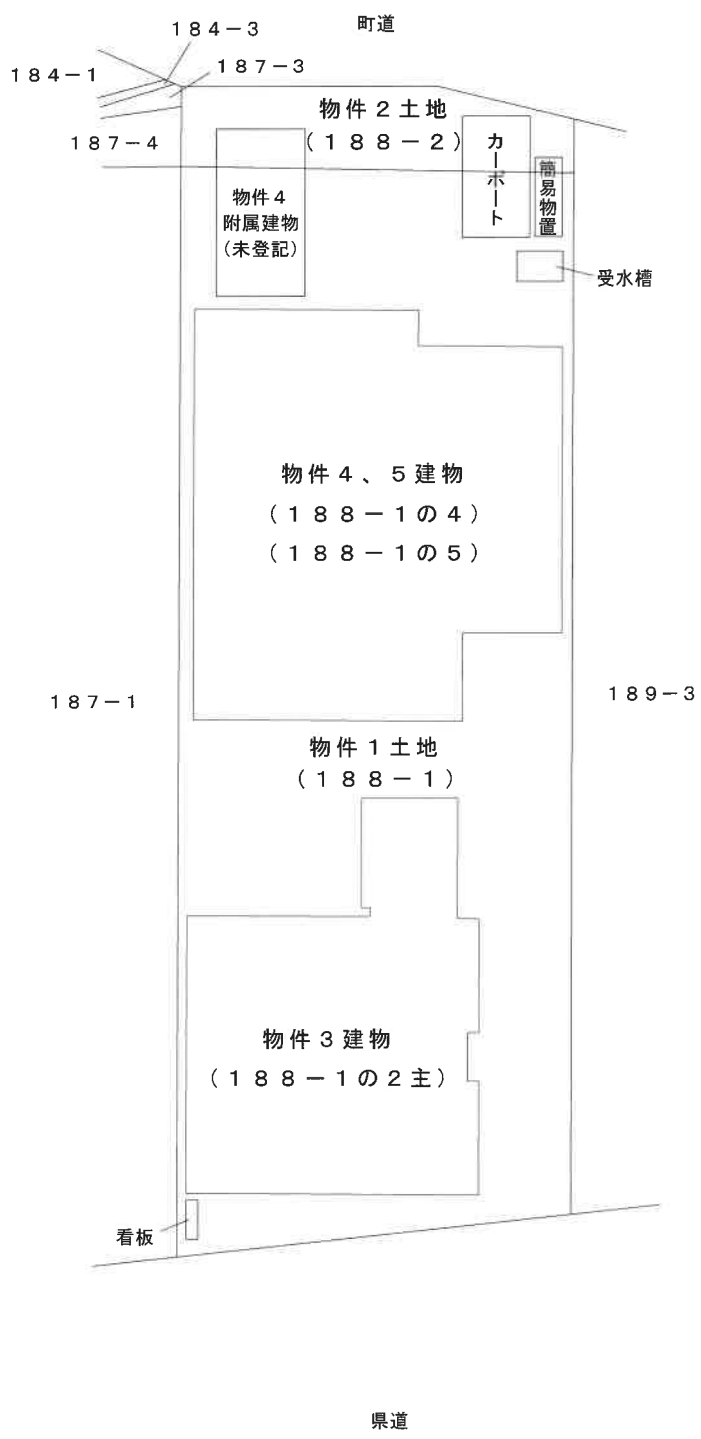 町道
184-3
184-1
187-3
187-4
物件2土地
(188-2)
カーポート
簡易物置
物件4
附属建物
(未登記)
受水槽
物件4、5建物
(188-1の4)
(188-1の5)
187-1
189-3
物件1土地
(188-1)
物件3建物
(188-1の2主)
看板
県道